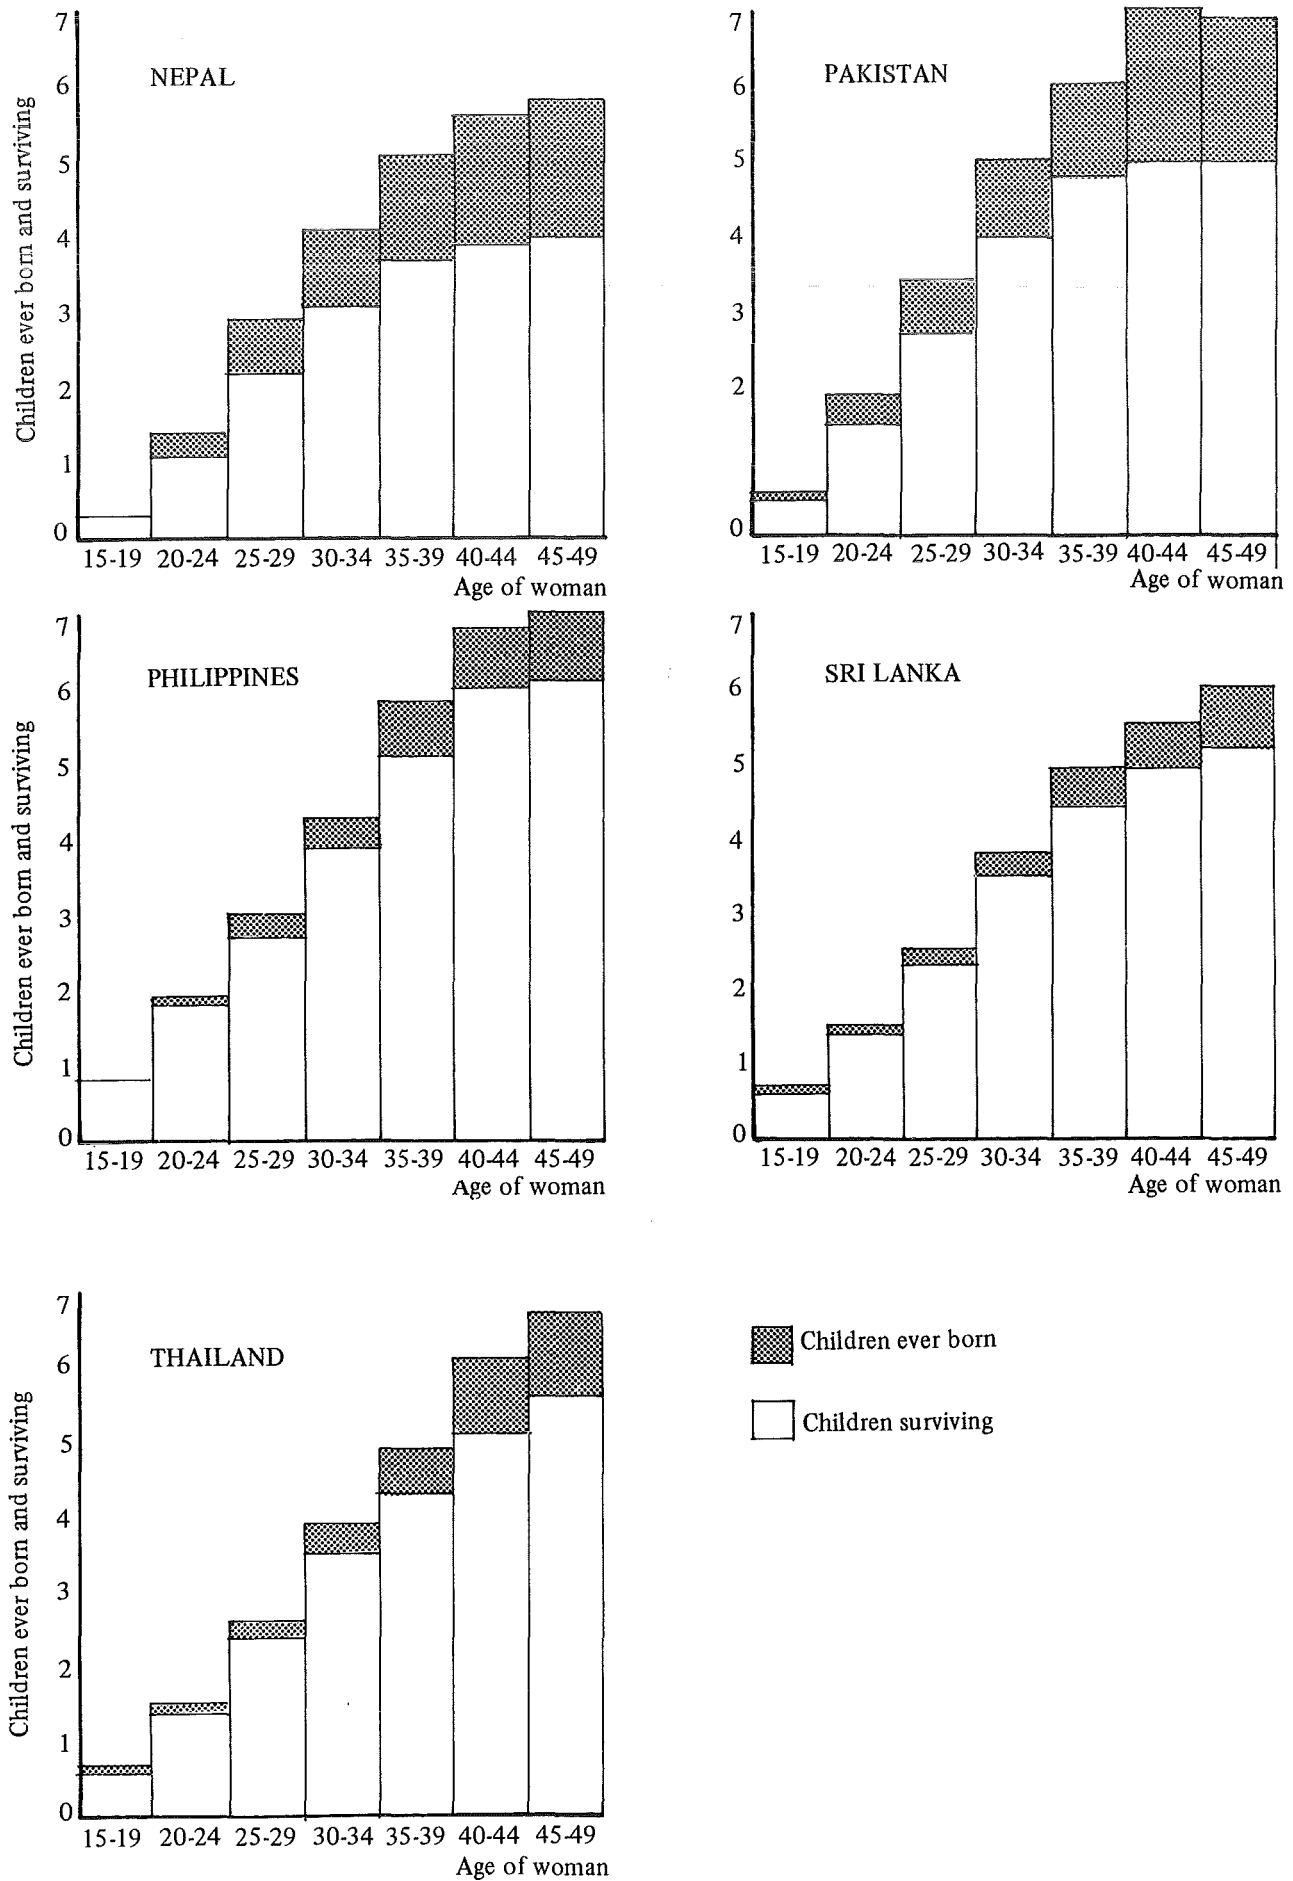 NEPAL
Children ever born and surviving
7
6
5
4
3
2
1
0
15-19 20-24 25-29 30-34 35-39 40-44 45-49
Age of woman
PAKISTAN
7
6
5
4
3
2
0
15-19 20-24 25-29 30-34 35-39 40-44 45-49
Age of woman
PHILIPPINES
Children ever born and surviving
7
6
5
4
3
2
1
0
15-19 20-24 25-29 30-34 35-39 40-44 45-49
Age of woman
SRI LANKA
7
6
5
4
3
2
1
0
15-19 20-24 25-29 30-34 35-39 40-44 45-49
Age of woman
THAILAND
Children ever born and surviving
7
6
5
4
3
2
1
0
15-19 20-24 25-29 30-34 35-39 40-44 45-49
Age of woman
Children ever born
Children surviving